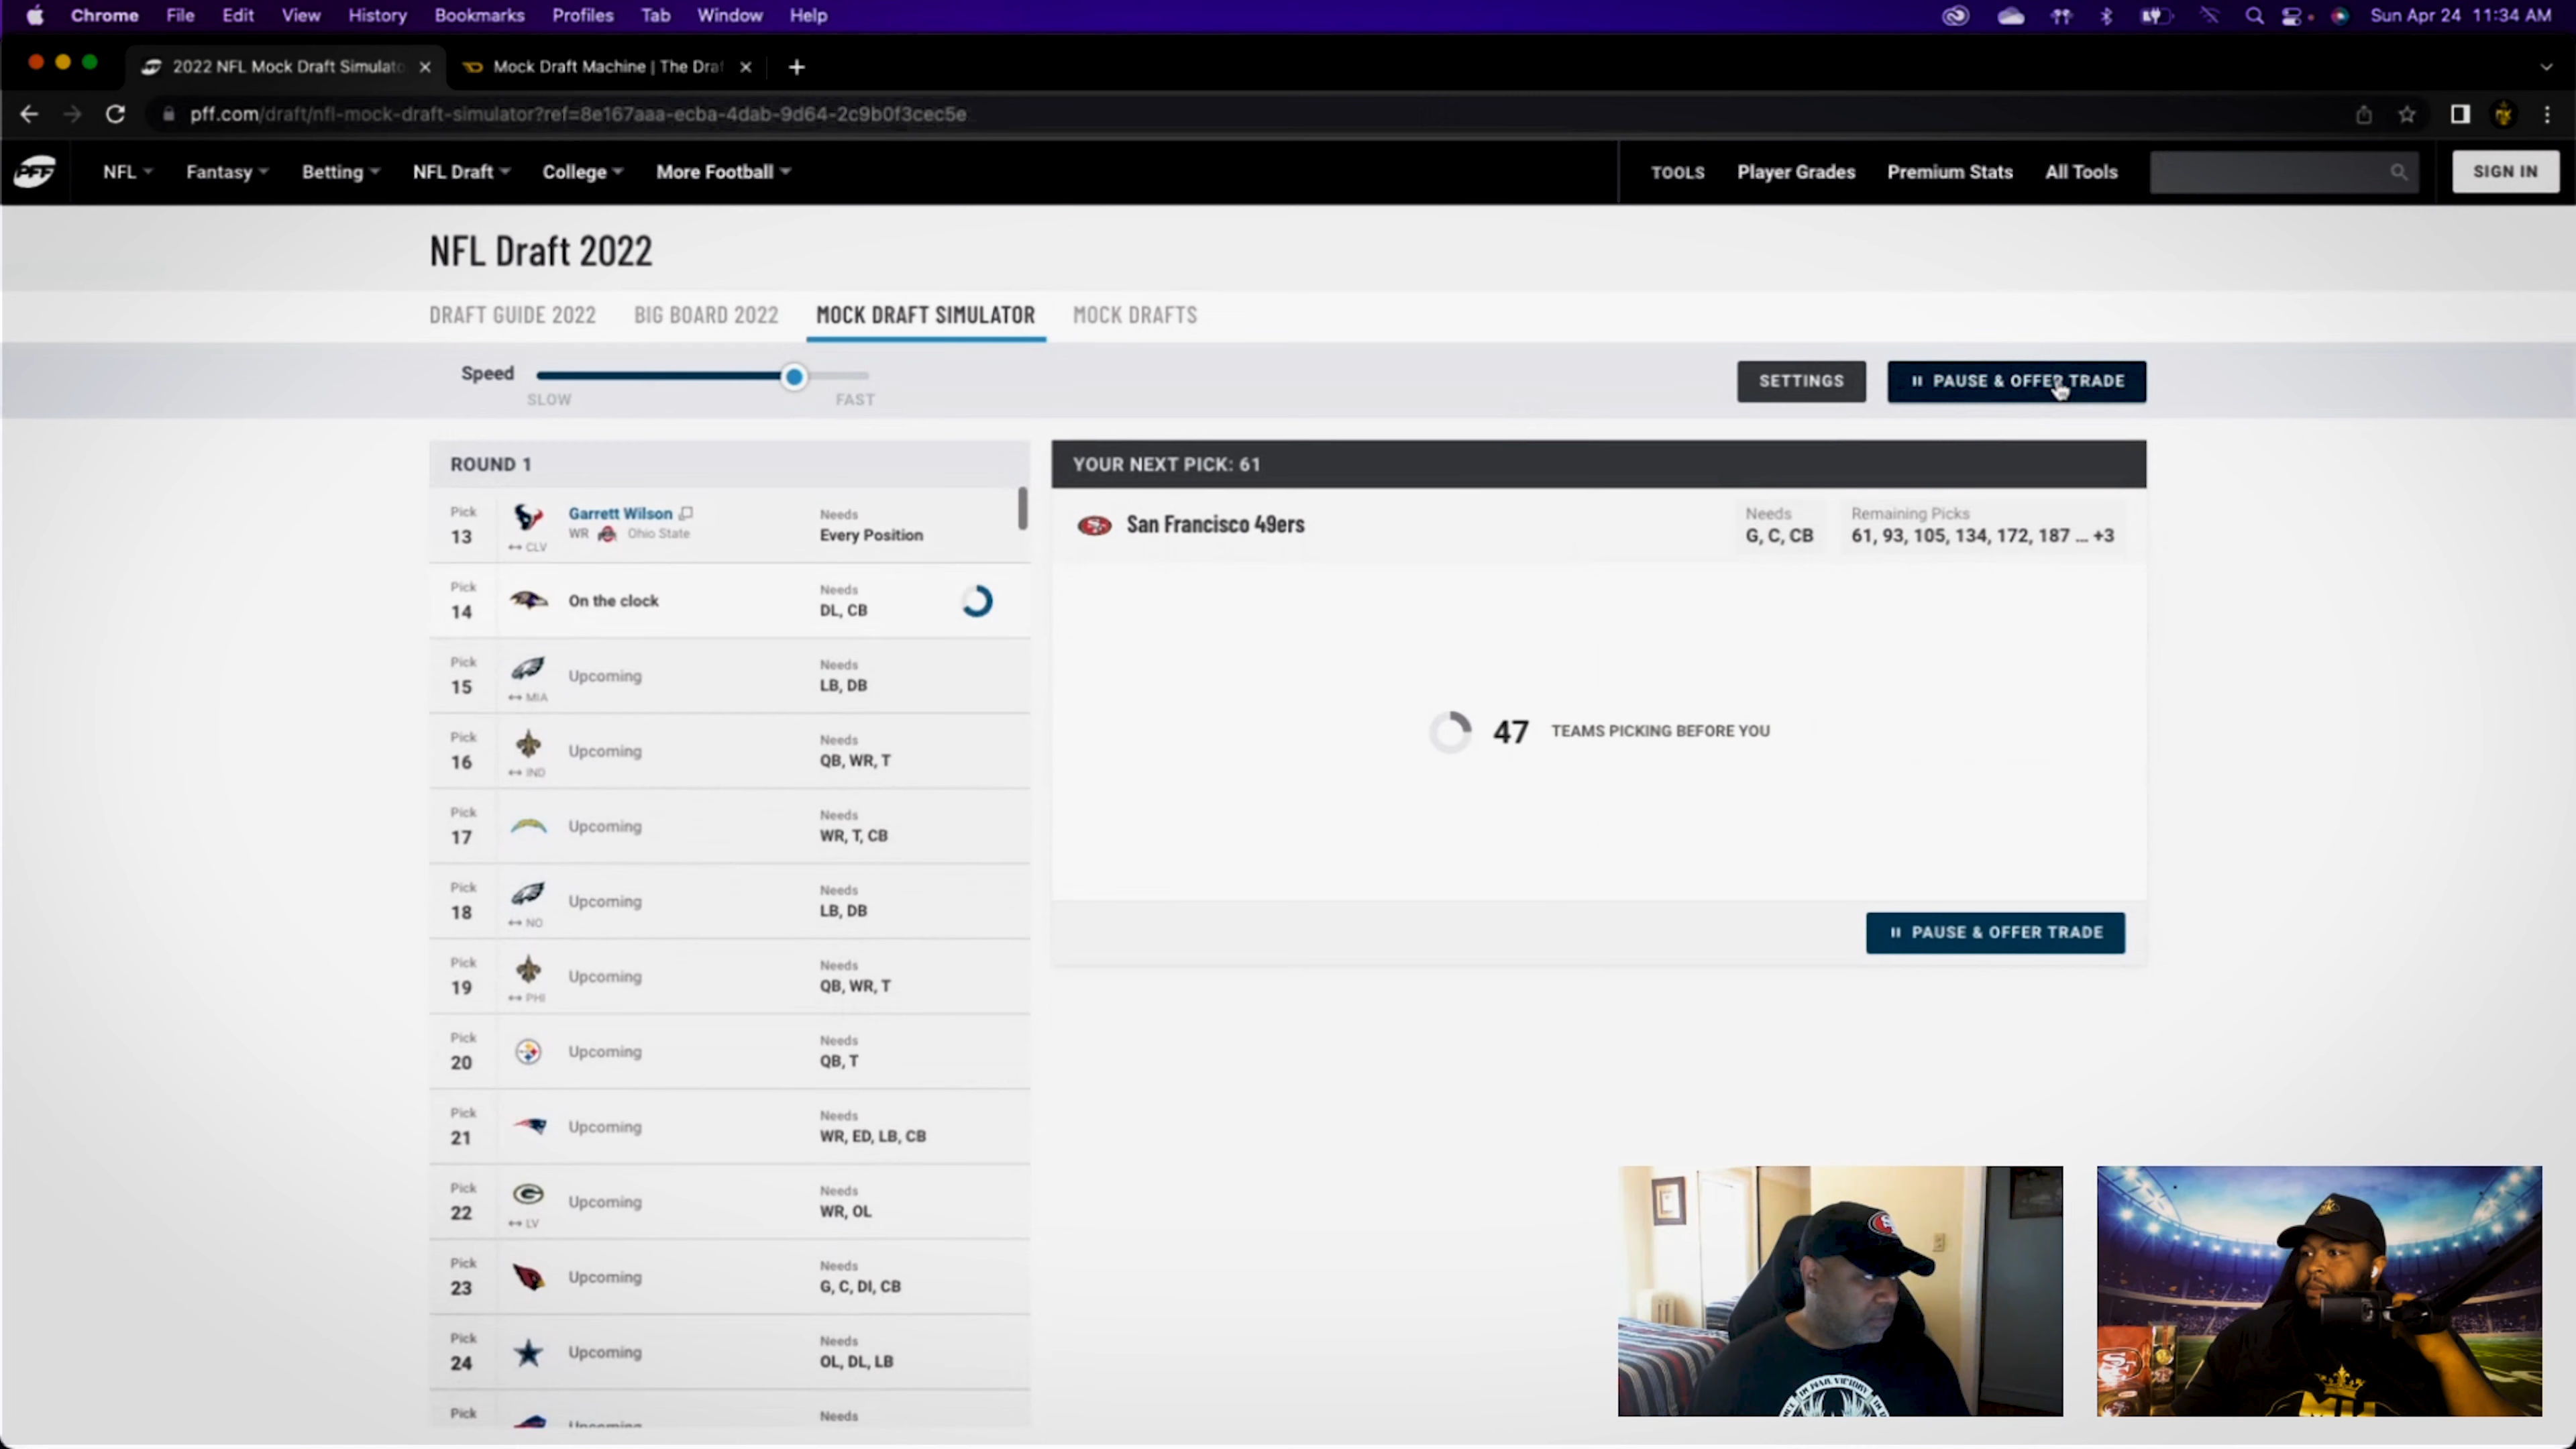 Chrome File Edit View History Bookmarks Profiles Tab Window Help
Sun Apr 24 11:34 AM
2022 NFL Mock Draft Simulato
Mock Draft Machine | The Draf
pff.com/draft/nfl-mock-draft-simulator?ref=8e167aaa-ecba-4dab-9d64-2c9b0f3cec5e
PFF NFL Fantasy Betting NFL Draft College More Football
TOOLS Player Grades Premium Stats All Tools SIGN IN
NFL Draft 2022
DRAFT GUIDE 2022 BIG BOARD 2022 MOCK DRAFT SIMULATOR MOCK DRAFTS
Speed
SLOW FAST
SETTINGS
PAUSE & OFFER TRADE
ROUND 1
Pick
13
CLV
Garrett Wilson
WR Ohio State
Needs
Every Position
Pick
14
On the clock
Needs
DL, CB
Pick
15
MIA
Upcoming
Needs
LB, DB
Pick
16
IND
Upcoming
Needs
QB, WR, T
Pick
17
Upcoming
Needs
WR, T, CB
Pick
18
NO
Upcoming
Needs
LB, DB
Pick
19
PHI
Upcoming
Needs
QB, WR, T
Pick
20
Upcoming
Needs
QB, T
Pick
21
Upcoming
Needs
WR, ED, LB, CB
Pick
22
LV
Upcoming
Needs
WR, OL
Pick
23
Upcoming
Needs
G, C, DI, CB
Pick
24
Upcoming
Needs
OL, DL, LB
Pick
Upcoming
Needs
YOUR NEXT PICK: 61
San Francisco 49ers
Needs
G, C, CB
Remaining Picks
61, 93, 105, 134, 172, 187 ... +3
47 TEAMS PICKING BEFORE YOU
PAUSE & OFFER TRADE